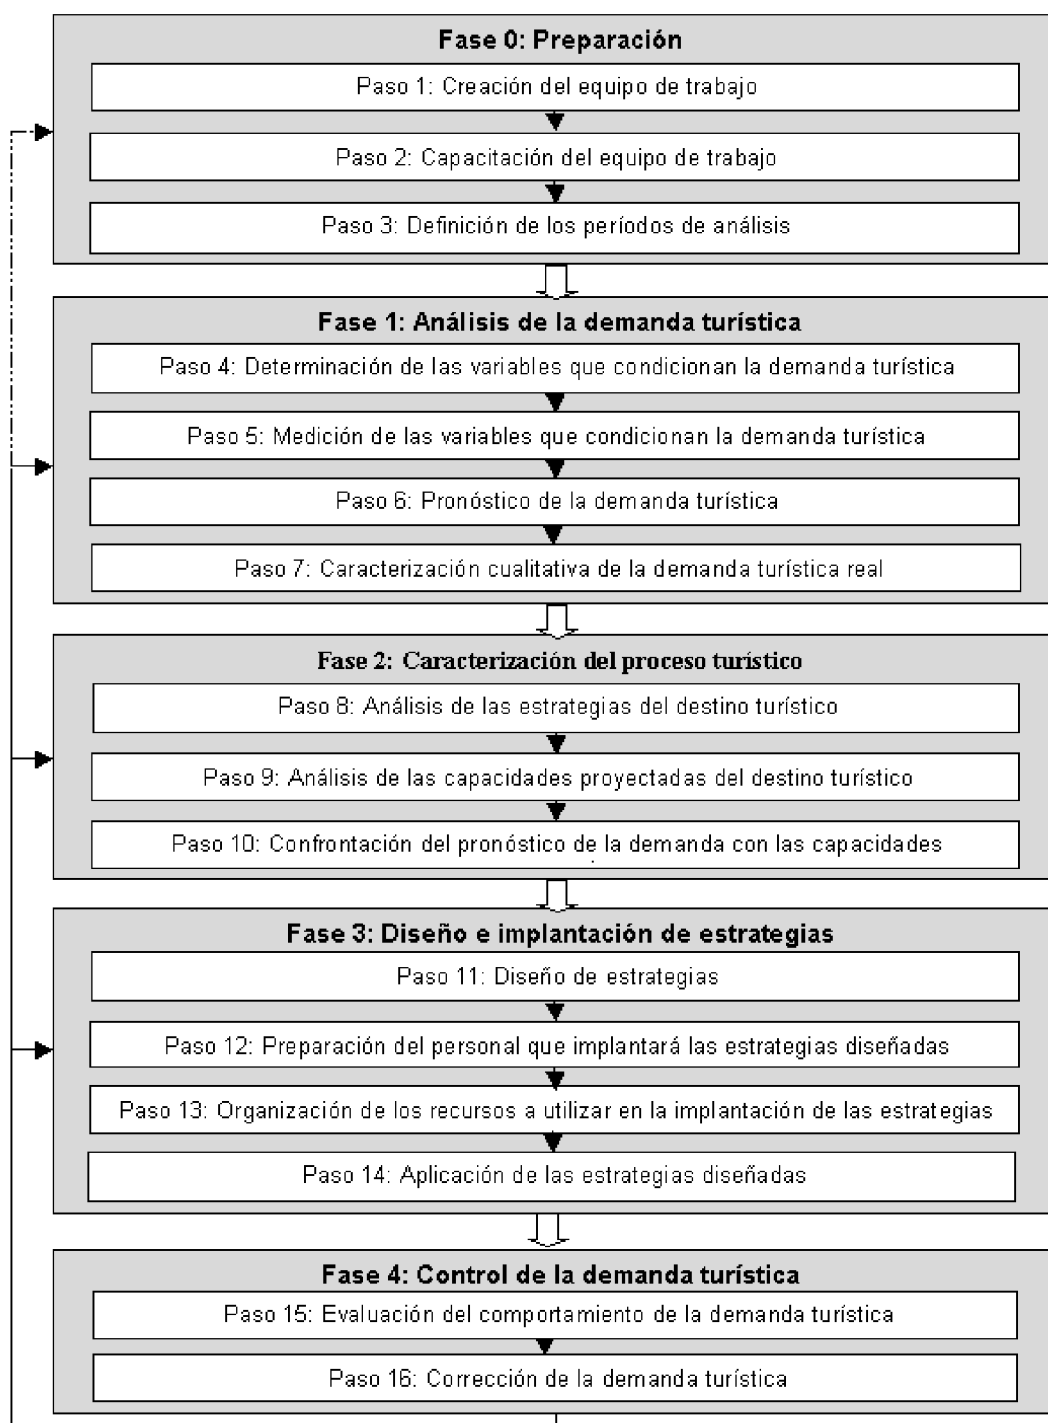 Fase 0: Preparación
Paso 1: Creación del equipo de trabajo
Paso 2: Capacitación del equipo de trabajo
Paso 3: Definición de los períodos de análisis
Fase 1: Análisis de la demanda turística
Paso 4: Determinación de las variables que condicionan la demanda turística
Paso 5: Medición de las variables que condicionan la demanda turística
Paso 6: Pronóstico de la demanda turística
Paso 7: Caracterización cualitativa de la demanda turística real
Fase 2: Caracterización del proceso turístico
Paso 8: Análisis de las estrategias del destino turístico
Paso 9: Análisis de las capacidades proyectadas del destino turístico
Paso 10: Confrontación del pronóstico de la demanda con las capacidades
Fase 3: Diseño e implantación de estrategias
Paso 11: Diseño de estrategias
Paso 12: Preparación del personal que implantará las estrategias diseñadas
Paso 13: Organización de los recursos a utilizar en la implantación de las estrategias
Paso 14: Aplicación de las estrategias diseñadas
Fase 4: Control de la demanda turística
Paso 15: Evaluación del comportamiento de la demanda turística
Paso 16: Corrección de la demanda turística